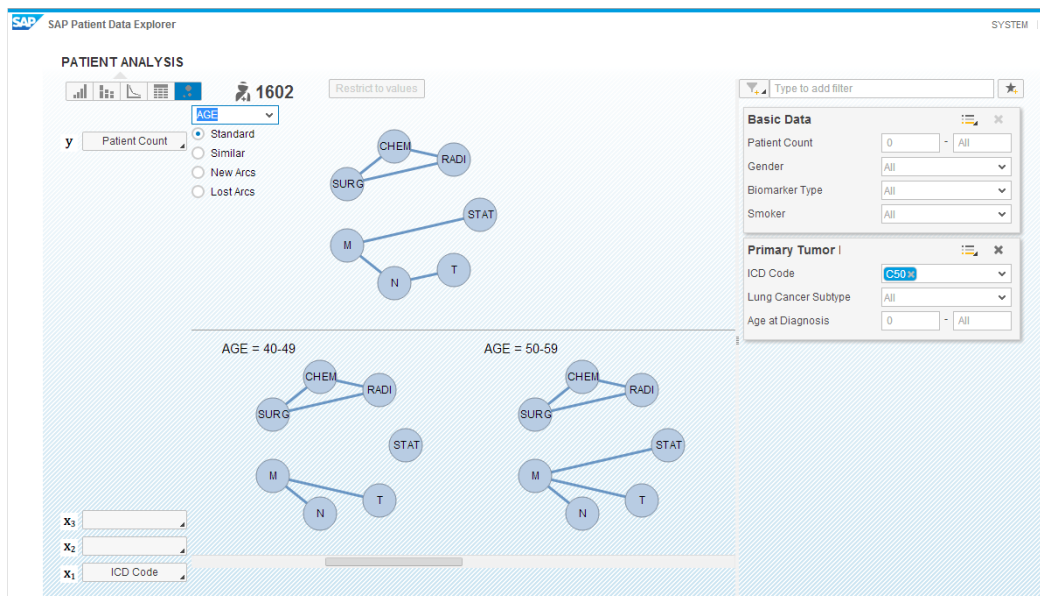 SAP SAP Patient Data Explorer
SYSTEM
PATIENT ANALYSIS
1602
Restrict to values
Type to add filter
AGE
y Patient Count
Standard
Similar
New Arcs
Lost Arcs
CHEM
RADI
SURG
STAT
M
T
N
Basic Data
Patient Count 0 - All
Gender All
Biomarker Type All
Smoker All
Primary Tumor
ICD Code C50
Lung Cancer Subtype All
Age at Diagnosis 0 - All
AGE = 40-49 AGE = 50-59
CHEM CHEM
RADI RADI
SURG SURG
STAT STAT
M M
T T
N N
x3
x2
x1 ICD Code